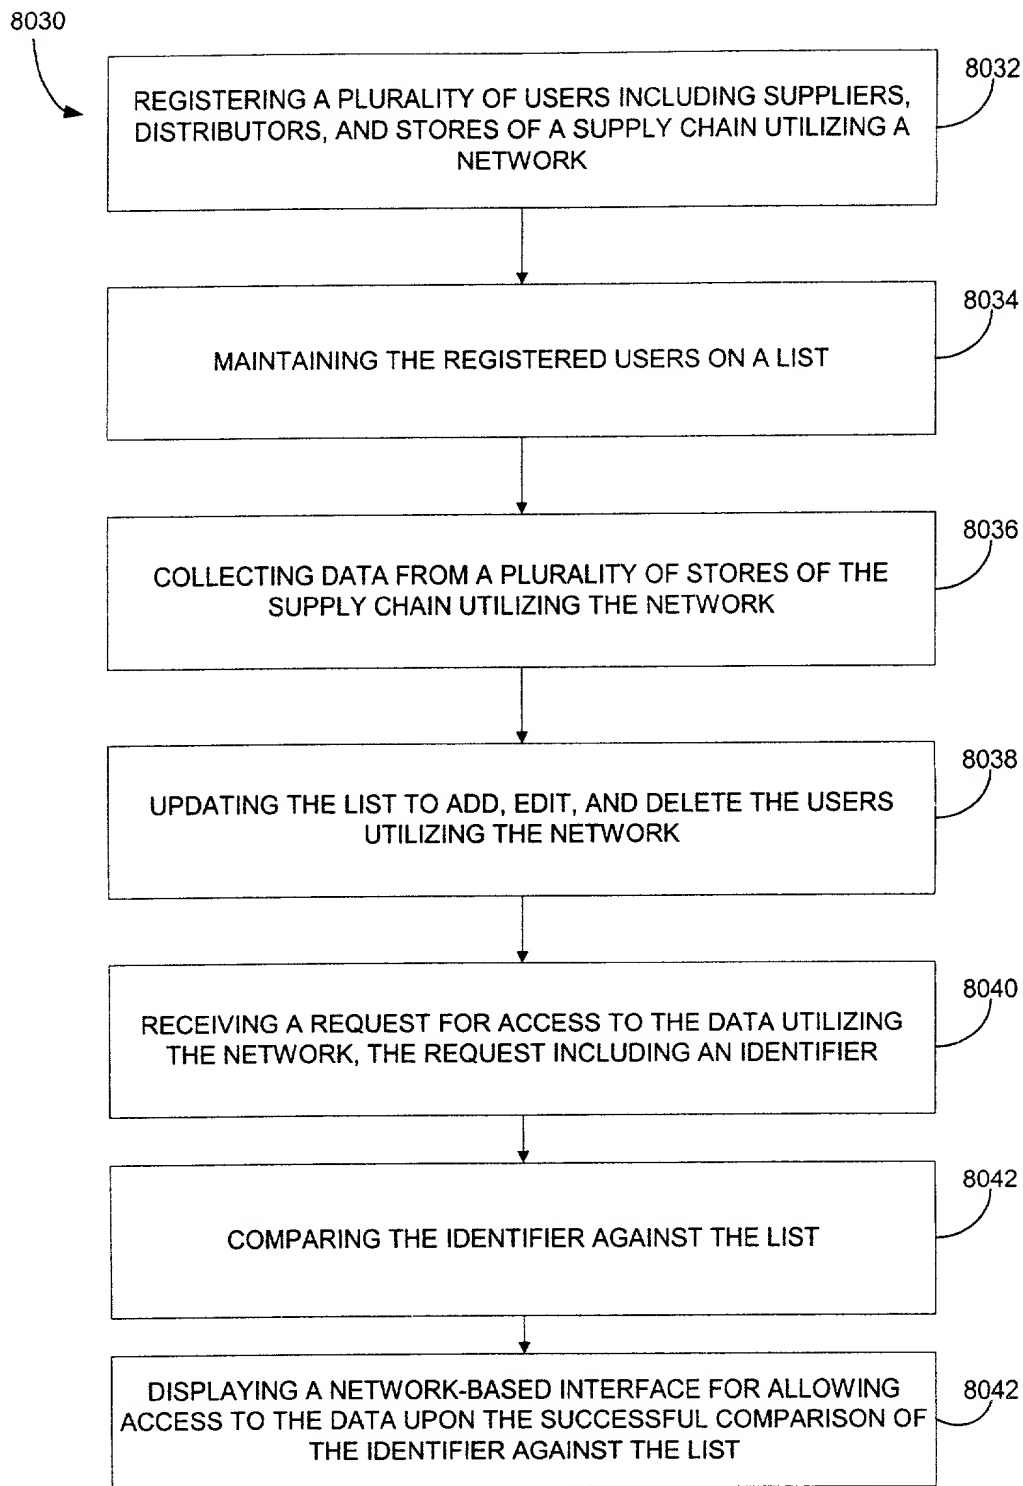 8030
8032
REGISTERING A PLURALITY OF USERS INCLUDING SUPPLIERS,
DISTRIBUTORS, AND STORES OF A SUPPLY CHAIN UTILIZING A
NETWORK
8034
MAINTAINING THE REGISTERED USERS ON A LIST
8036
COLLECTING DATA FROM A PLURALITY OF STORES OF THE
SUPPLY CHAIN UTILIZING THE NETWORK
8038
UPDATING THE LIST TO ADD, EDIT, AND DELETE THE USERS
UTILIZING THE NETWORK
8040
RECEIVING A REQUEST FOR ACCESS TO THE DATA UTILIZING
THE NETWORK, THE REQUEST INCLUDING AN IDENTIFIER
8042
COMPARING THE IDENTIFIER AGAINST THE LIST
8042
DISPLAYING A NETWORK-BASED INTERFACE FOR ALLOWING
ACCESS TO THE DATA UPON THE SUCCESSFUL COMPARISON OF
THE IDENTIFIER AGAINST THE LIST